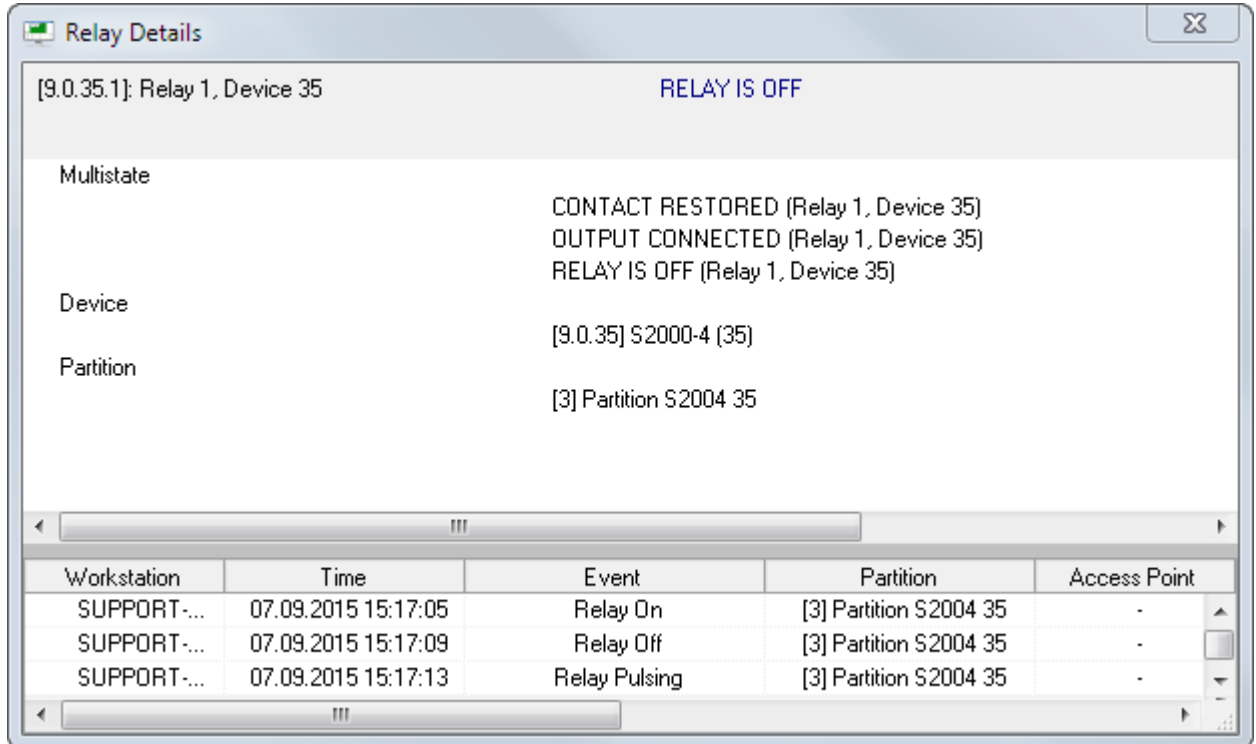 Relay Details
[9.0.35.1]: Relay 1, Device 35 RELAY IS OFF
Multistate
CONTACT RESTORED (Relay 1, Device 35)
OUTPUT CONNECTED (Relay 1, Device 35)
RELAY IS OFF (Relay 1, Device 35)
Device
[9.0.35] S2000-4 (35)
Partition
[3] Partition S2004 35
Workstation Time Event Partition Access Point
SUPPORT-... 07.09.2015 15:17:05 Relay On [3] Partition S2004 35 -
SUPPORT-... 07.09.2015 15:17:09 Relay Off [3] Partition S2004 35 -
SUPPORT-... 07.09.2015 15:17:13 Relay Pulsing [3] Partition S2004 35 -